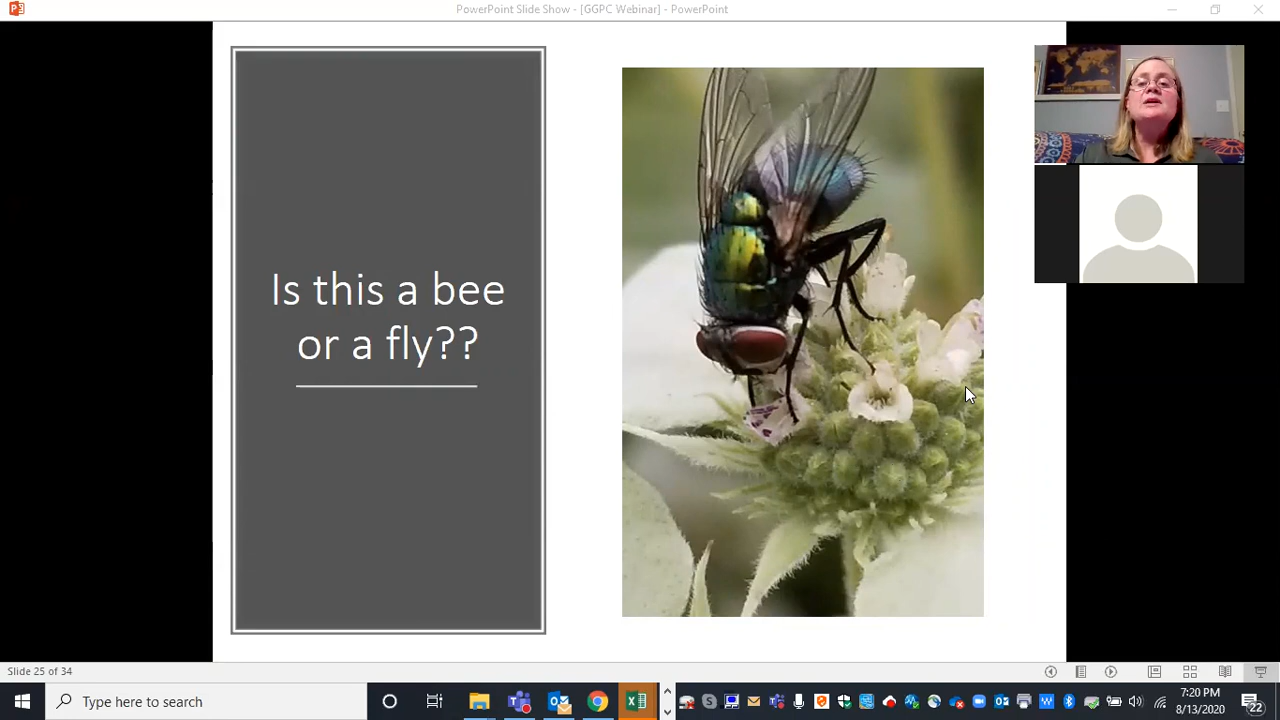 PowerPoint Slide Show - [GGPC Webinar] - PowerPoint
Is this a bee
or a fly??
Slide 25 of 34
Type here to search
7:20 PM
8/13/2020
22